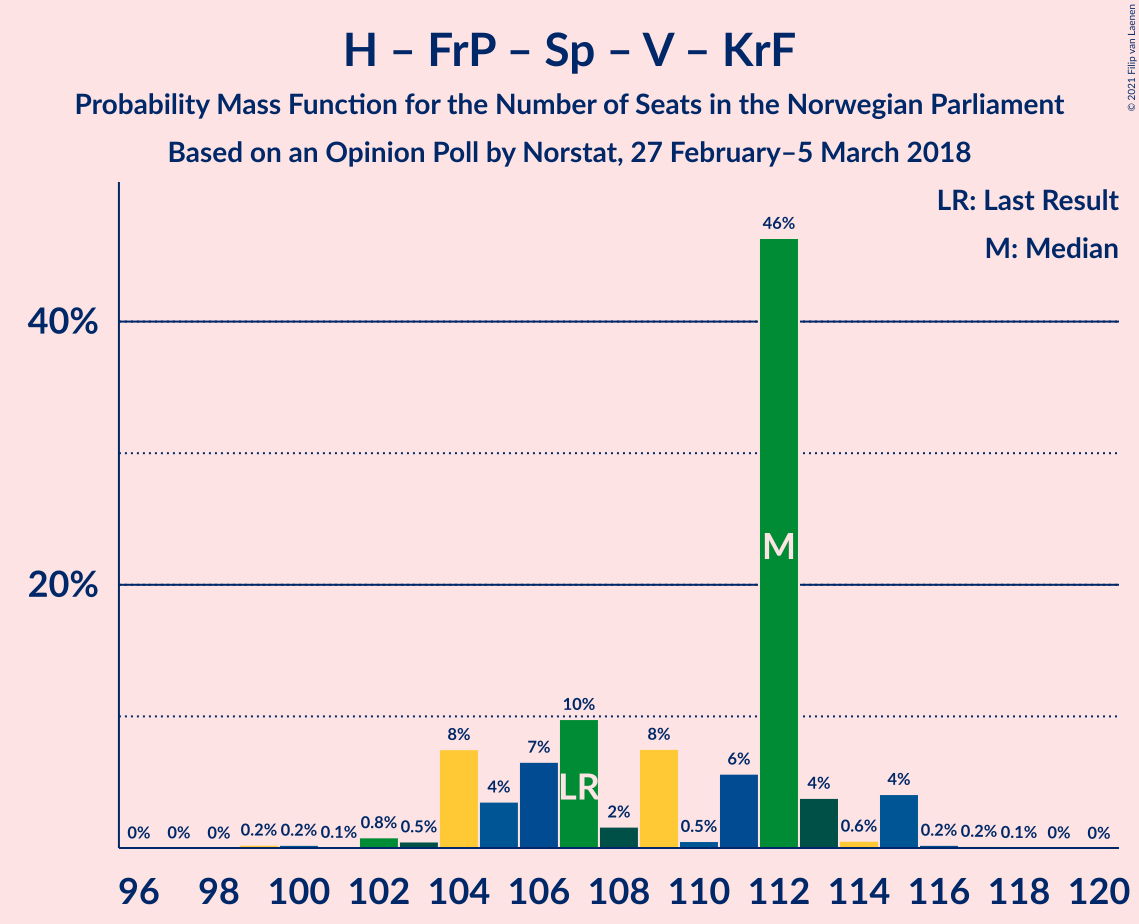 H – FrP – Sp – V – KrF
Probability Mass Function for the Number of Seats in the Norwegian Parliament
Based on an Opinion Poll by Norstat, 27 February–5 March 2018
© 2021 Filip van Laenen
LR: Last Result
M: Median
40%
20%
0% 0% 0% 0.2% 0.2% 0.1% 0.8% 0.5% 8% 4% 7% 10% 2% 8% 0.5% 6% 46% 4% 0.6% 4% 0.2% 0.2% 0.1% 0% 0%
LR
M
96 98 100 102 104 106 108 110 112 114 116 118 120